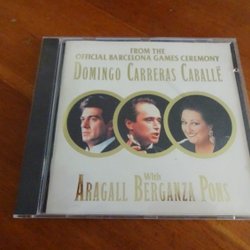 FROM THE
OFFICIAL BARCELONA GAMES CEREMONY
DOMINGO CARRERAS CABALLÉ
With
ARAGALL BERGANZA PONS